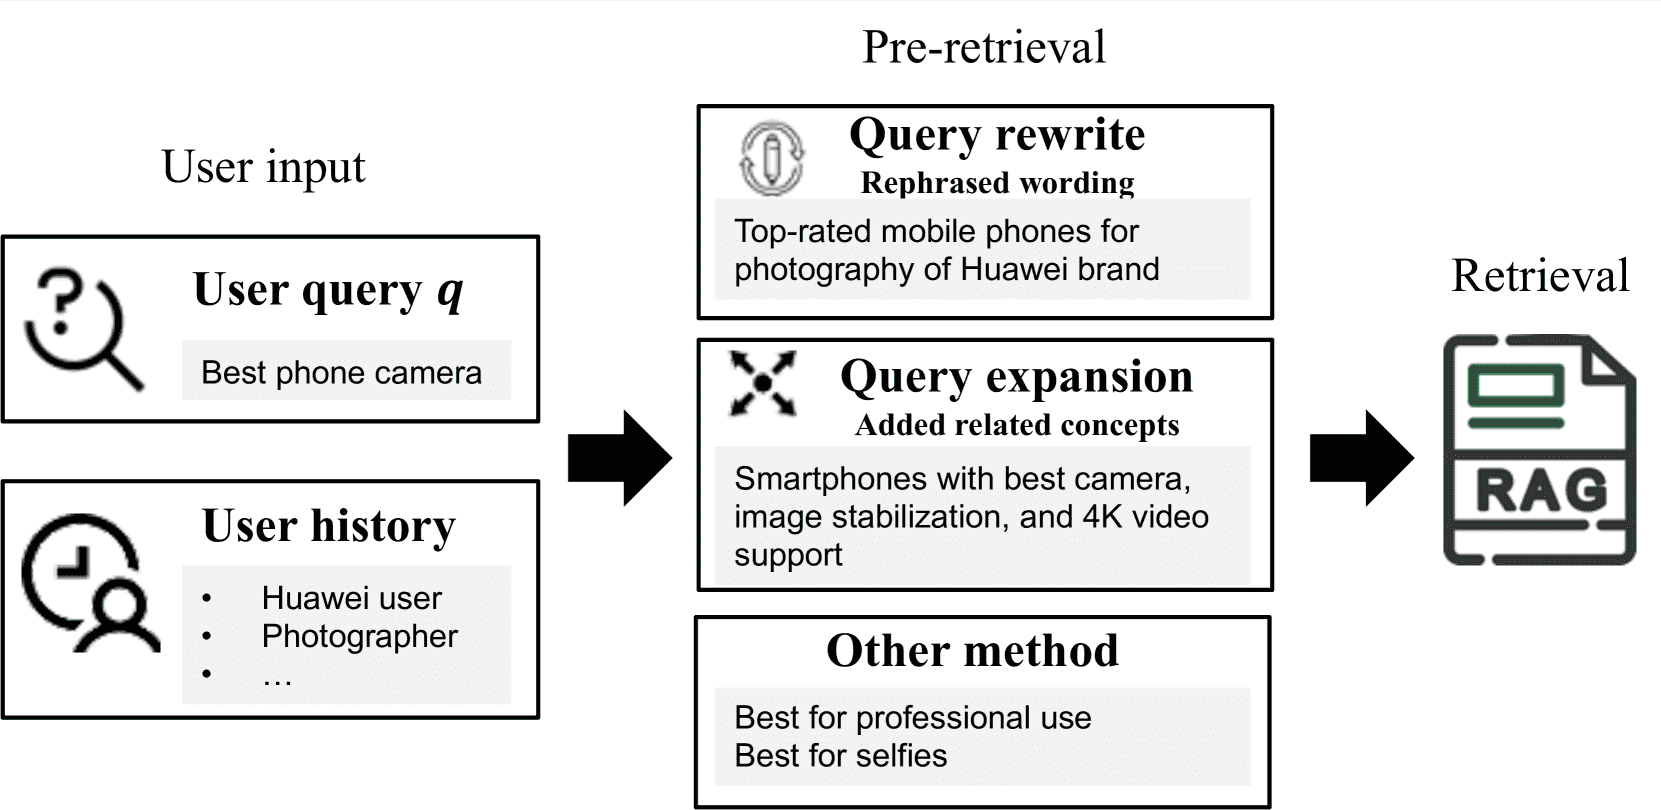 User input
User query q
Best phone camera
User history
• Huawei user
• Photographer
• …
Pre-retrieval
Query rewrite
Rephrased wording
Top-rated mobile phones for
photography of Huawei brand
Query expansion
Added related concepts
Smartphones with best camera,
image stabilization, and 4K video
support
Other method
Best for professional use
Best for selfies
Retrieval
RAG